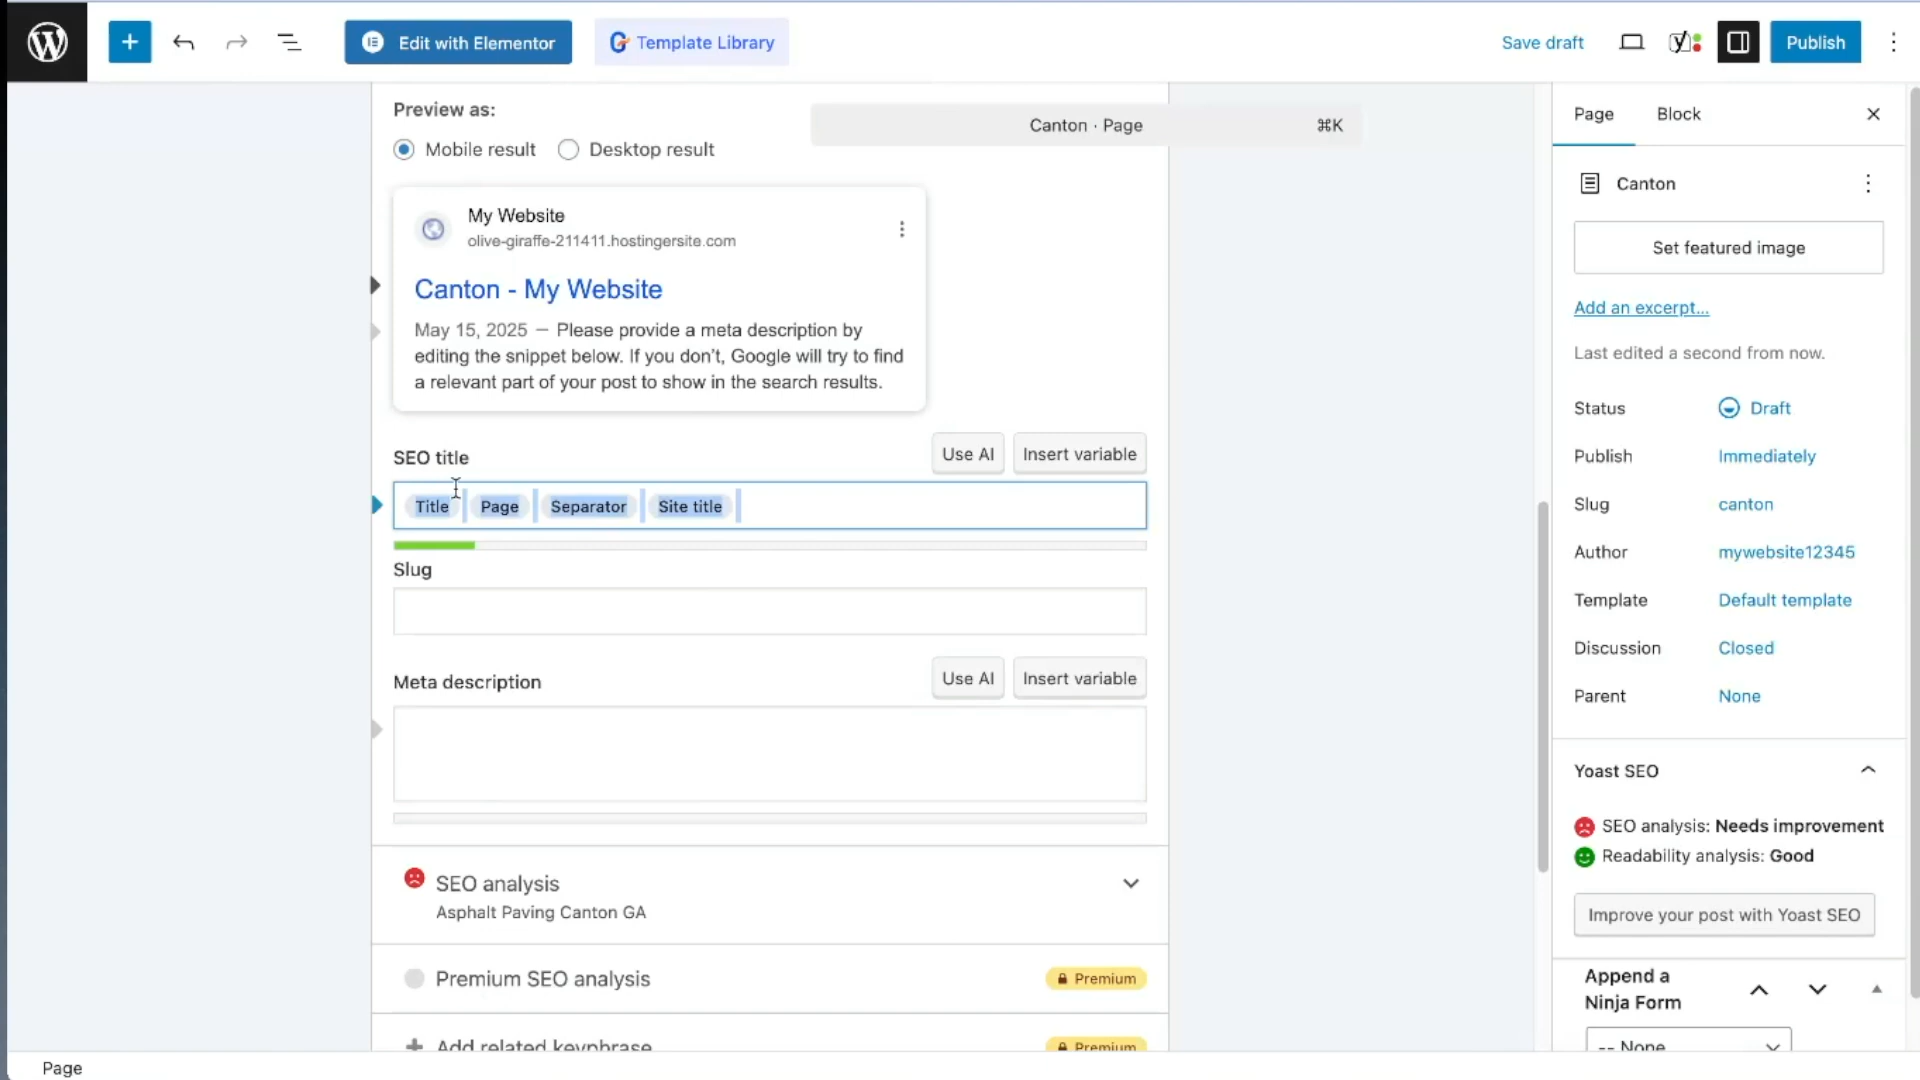 Edit with Elementor
Template Library
Save draft
Publish
Preview as:
Mobile result
Desktop result
Canton · Page
⌘K
My Website
olive-giraffe-211411.hostingersite.com
Canton - My Website
May 15, 2025 — Please provide a meta description by
editing the snippet below. If you don't, Google will try to find
a relevant part of your post to show in the search results.
SEO title
Use AI
Insert variable
Title Page Separator Site title
Slug
Meta description
Use AI
Insert variable
SEO analysis
Asphalt Paving Canton GA
Premium SEO analysis
Premium
Add related keyphrase
Premium
Page
Page
Block
Canton
Set featured image
Add an excerpt...
Last edited a second from now.
Status Draft
Publish Immediately
Slug canton
Author mywebsite12345
Template Default template
Discussion Closed
Parent None
Yoast SEO
SEO analysis: Needs improvement
Readability analysis: Good
Improve your post with Yoast SEO
Append a
Ninja Form
-- None